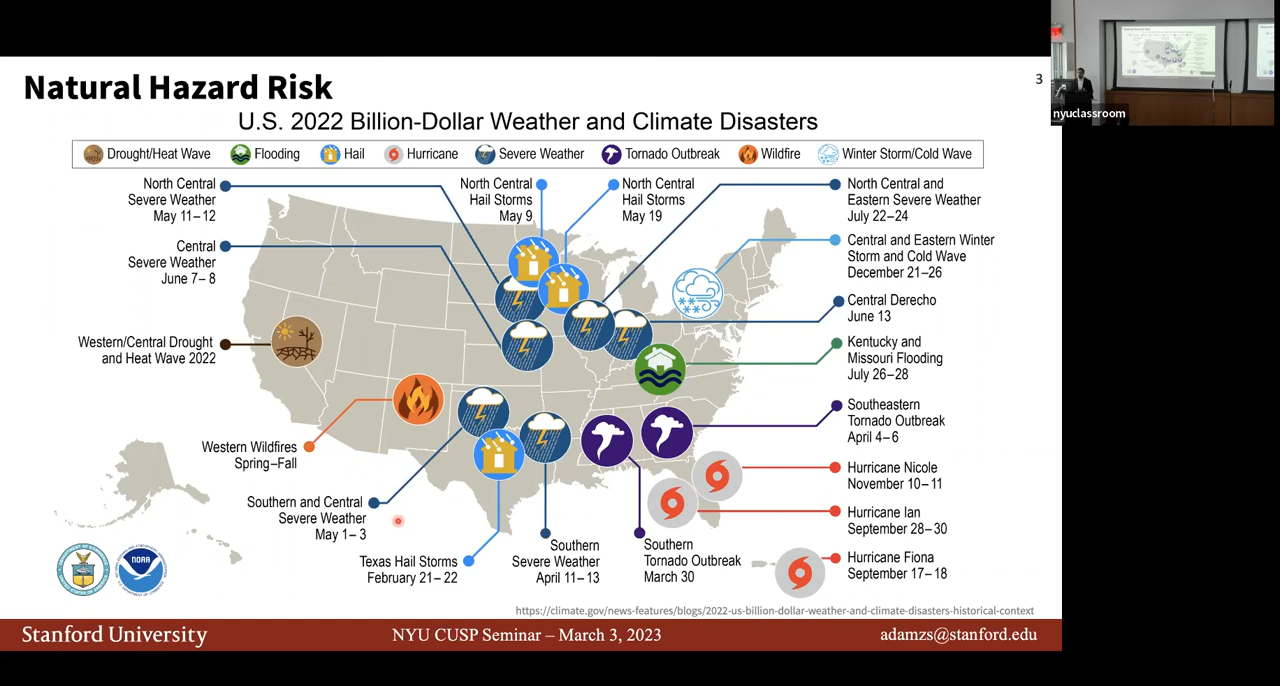 Natural Hazard Risk
3
U.S. 2022 Billion-Dollar Weather and Climate Disasters
Drought/Heat Wave
Flooding
Hail
Hurricane
Severe Weather
Tornado Outbreak
Wildfire
Winter Storm/Cold Wave
North Central
Severe Weather
May 11–12
North Central
Hail Storms
May 9
North Central
Hail Storms
May 19
North Central and
Eastern Severe Weather
July 22–24
Central
Severe Weather
June 7–8
Central and Eastern Winter
Storm and Cold Wave
December 21–26
Central Derecho
June 13
Western/Central Drought
and Heat Wave 2022
Kentucky and
Missouri Flooding
July 26–28
Southeastern
Tornado Outbreak
April 4–6
Western Wildfires
Spring–Fall
Hurricane Nicole
November 10–11
Southern and Central
Severe Weather
May 1–3
Hurricane Ian
September 28–30
Texas Hail Storms
February 21–22
Southern
Severe Weather
April 11–13
Southern
Tornado Outbreak
March 30
Hurricane Fiona
September 17–18
NOAA
https://climate.gov/news-features/blogs/2022-us-billion-dollar-weather-and-climate-disasters-historical-context
Stanford University
NYU CUSP Seminar – March 3, 2023
adamzs@stanford.edu
nyuclassroom